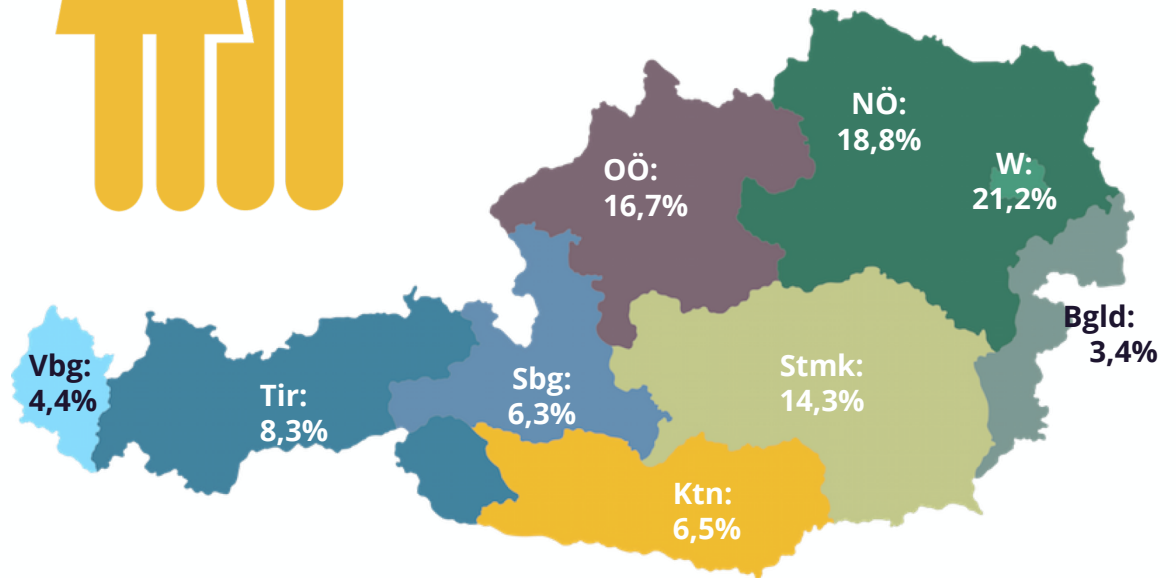 NÖ:
18,8%
OÖ:
16,7%
W:
21,2%
Bgld:
3,4%
Vbg:
4,4%
Tir:
8,3%
Sbg:
6,3%
Stmk:
14,3%
Ktn:
6,5%